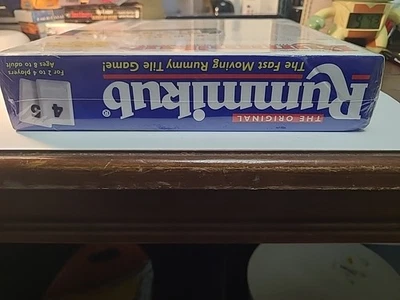 THE ORIGINAL
Rummikub®
The Fast Moving Rummy Tile Game!
For 2 to 4 players
Ages 8 to adult
4 5